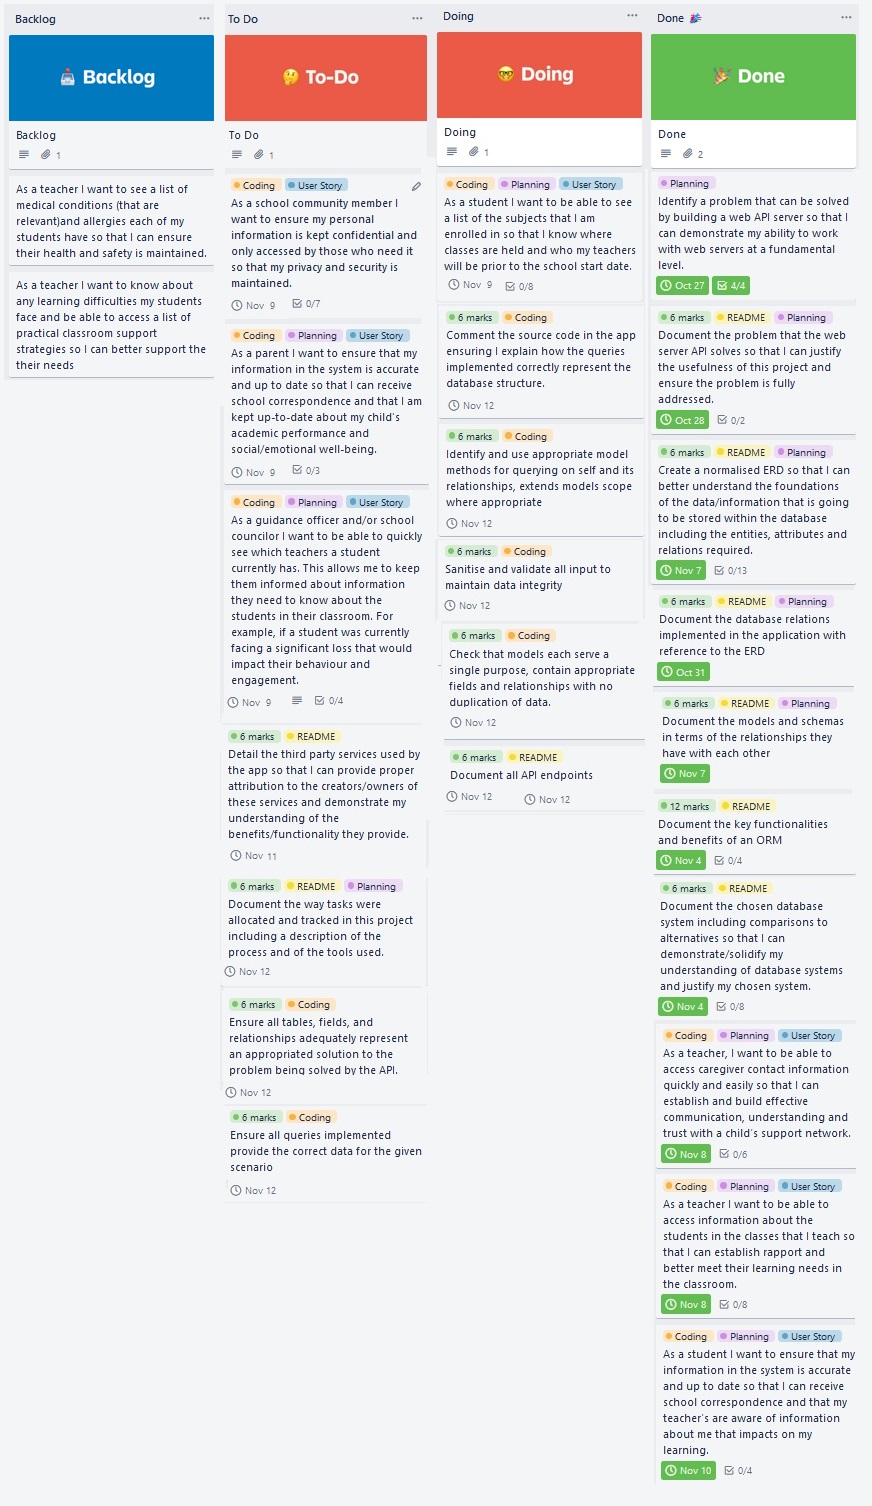 Backlog
Backlog
Backlog
1
As a teacher I want to see a list of
medical conditions (that are
relevant)and allergies each of my
students have so that I can ensure
their health and safety is maintained.
As a teacher I want to know about
any learning difficulties my students
face and be able to access a list of
practical classroom support
strategies so I can better support the
their needs
To Do
To-Do
To Do
1
Coding User Story
As a school community member I
want to ensure my personal
information is kept confidential and
only accessed by those who need it
so that my privacy and security is
maintained.
Nov 9 0/7
Coding Planning User Story
As a parent I want to ensure that my
information in the system is accurate
and up to date so that I can receive
school correspondence and that I am
kept up-to-date about my child's
academic performance and
social/emotional well-being.
Nov 9 0/3
Coding Planning User Story
As a guidance officer and/or school
councilor I want to be able to quickly
see which teachers a student
currently has. This allows me to keep
them informed about information
they need to know about the
students in their classroom. For
example, if a student was currently
facing a significant loss that would
impact their behaviour and
engagement.
Nov 9 0/4
6 marks README
Detail the third party services used by
the app so that I can provide proper
attribution to the creators/owners of
these services and demonstrate my
understanding of the
benefits/functionality they provide.
Nov 11
6 marks README Planning
Document the way tasks were
allocated and tracked in this project
including a description of the
process and of the tools used.
Nov 12
6 marks Coding
Ensure all tables, fields, and
relationships adequately represent
an appropriated solution to the
problem being solved by the API.
Nov 12
6 marks Coding
Ensure all queries implemented
provide the correct data for the given
scenario
Nov 12
Doing
Doing
Doing
1
Coding Planning User Story
As a student I want to be able to see
a list of the subjects that I am
enrolled in so that I know where
classes are held and who my teachers
will be prior to the school start date.
Nov 9 0/8
6 marks Coding
Comment the source code in the app
ensuring I explain how the queries
implemented correctly represent the
database structure.
Nov 12
6 marks Coding
Identify and use appropriate model
methods for querying on self and its
relationships, extends models scope
where appropriate
Nov 12
6 marks Coding
Sanitise and validate all input to
maintain data integrity
Nov 12
6 marks Coding
Check that models each serve a
single purpose, contain appropriate
fields and relationships with no
duplication of data.
Nov 12
6 marks README
Document all API endpoints
Nov 12 Nov 12
Done
Done
Done
2
Planning
Identify a problem that can be solved
by building a web API server so that I
can demonstrate my ability to work
with web servers at a fundamental
level.
Oct 27 4/4
6 marks README Planning
Document the problem that the web
server API solves so that I can justify
the usefulness of this project and
ensure the problem is fully
addressed.
Oct 28 0/2
6 marks README Planning
Create a normalised ERD so that I can
better understand the foundations
of the data/information that is going
to be stored within the database
including the entities, attributes and
relations required.
Nov 7 0/13
6 marks README Planning
Document the database relations
implemented in the application with
reference to the ERD
Oct 31
6 marks README Planning
Document the models and schemas
in terms of the relationships they
have with each other
Nov 7
12 marks README
Document the key functionalities
and benefits of an ORM
Nov 4 0/4
6 marks README
Document the chosen database
system including comparisons to
alternatives so that I can
demonstrate/solidify my
understanding of database systems
and justify my chosen system.
Nov 4 0/8
Coding Planning User Story
As a teacher, I want to be able to
access caregiver contact information
quickly and easily so that I can
establish and build effective
communication, understanding and
trust with a child's support network.
Nov 8 0/6
Coding Planning User Story
As a teacher I want to be able to
access information about the
students in the classes that I teach so
that I can establish rapport and
better meet their learning needs in
the classroom.
Nov 8 0/8
Coding Planning User Story
As a student I want to ensure that my
information in the system is accurate
and up to date so that I can receive
school correspondence and that my
teacher's are aware of information
about me that impacts on my
learning.
Nov 10 0/4